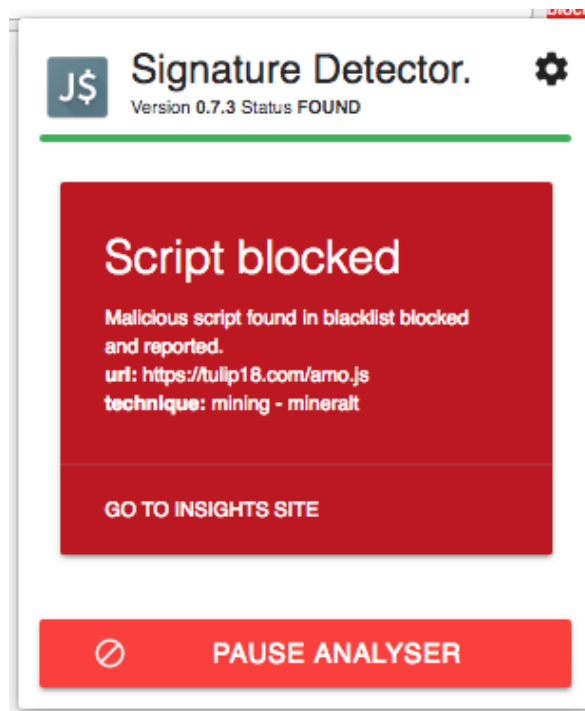 J$
Signature Detector.
Version 0.7.3 Status FOUND
Script blocked
Malicious script found in blacklist blocked
and reported.
url: https://tulip18.com/amo.js
technique: mining - mineralt
GO TO INSIGHTS SITE
PAUSE ANALYSER